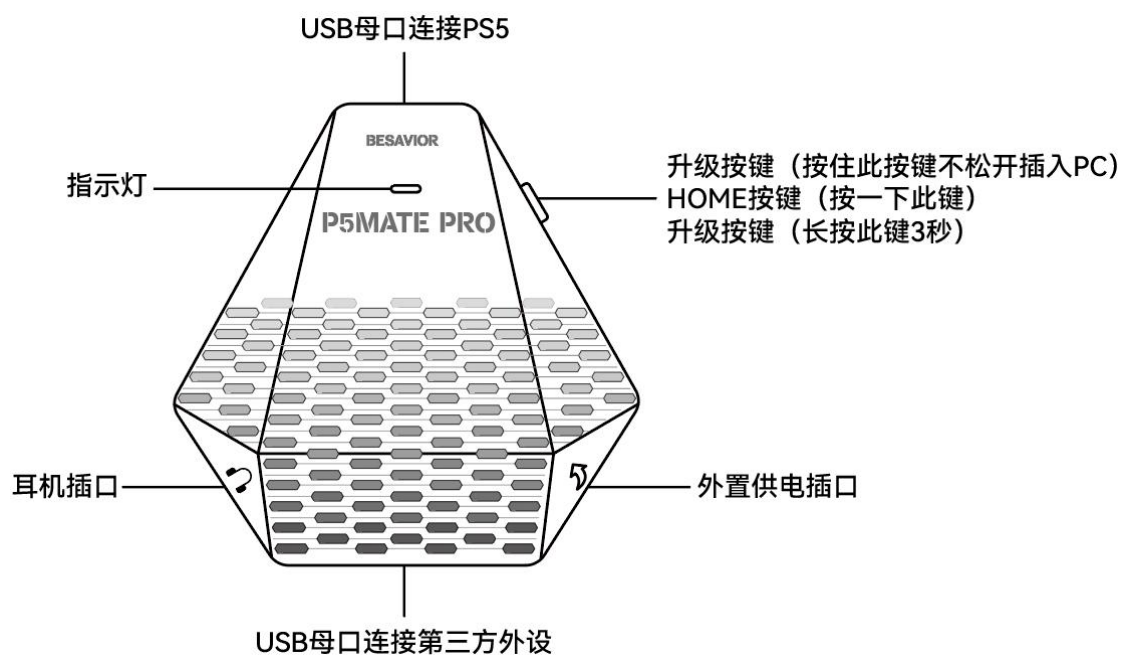 USB母口连接PS5
BESAVIOR
指示灯
P5MATE PRO
升级按键（按住此按键不松开插入PC）
HOME按键（按一下此键）
升级按键（长按此键3秒）
耳机插口
外置供电插口
USB母口连接第三方外设